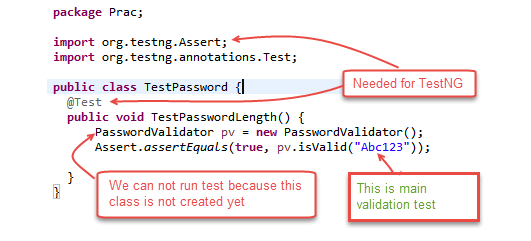 package Prac;
import org.testng.Assert;
import org.testng.annotations.Test;
public class TestPassword {
@Test
public void TestPasswordLength() {
PasswordValidator pv = new PasswordValidator();
Assert.assertEquals(true, pv.isValid("Abc123"));
}
}
Needed for TestNG
We can not run test because this
class is not created yet
This is main
validation test